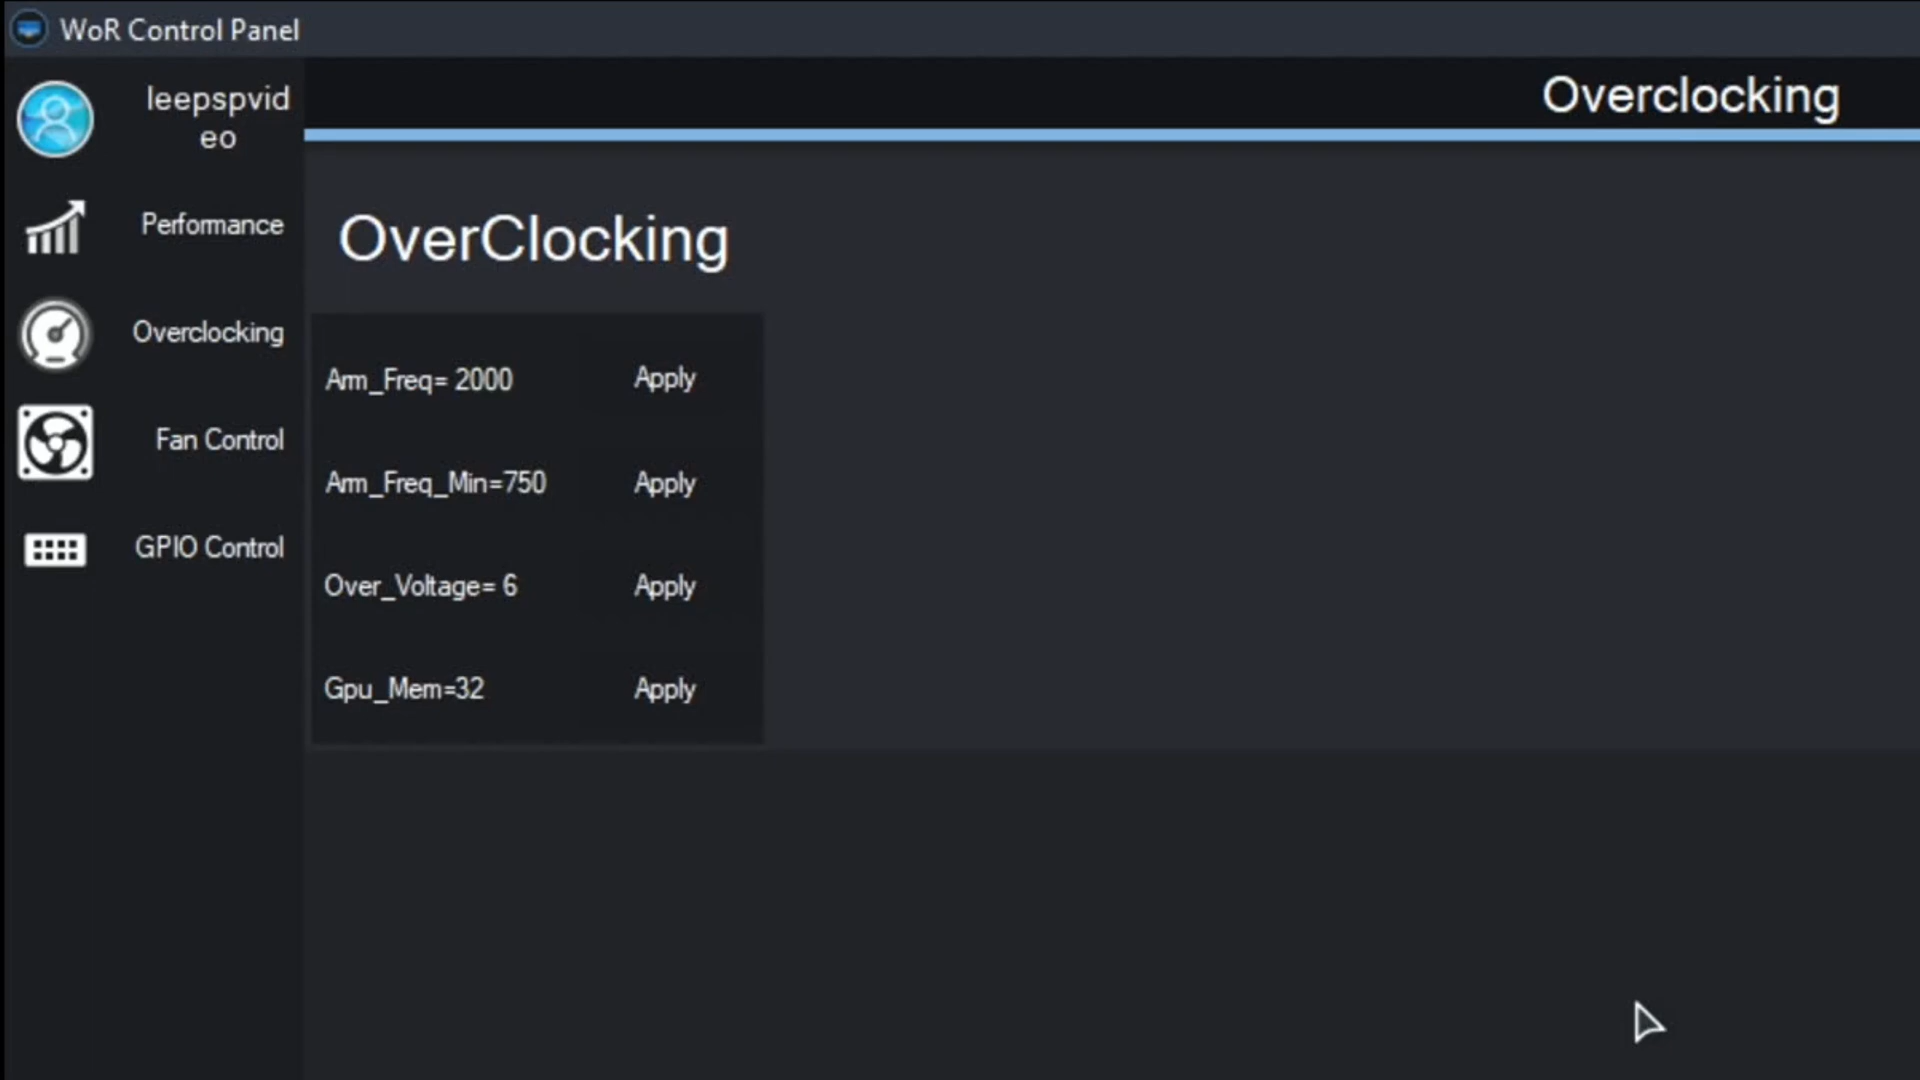 WoR Control Panel
leepspvid
eo
Overclocking
Performance
OverClocking
Overclocking
Arm_Freq= 2000
Apply
Fan Control
Arm_Freq_Min=750
Apply
GPIO Control
Over_Voltage= 6
Apply
Gpu_Mem=32
Apply